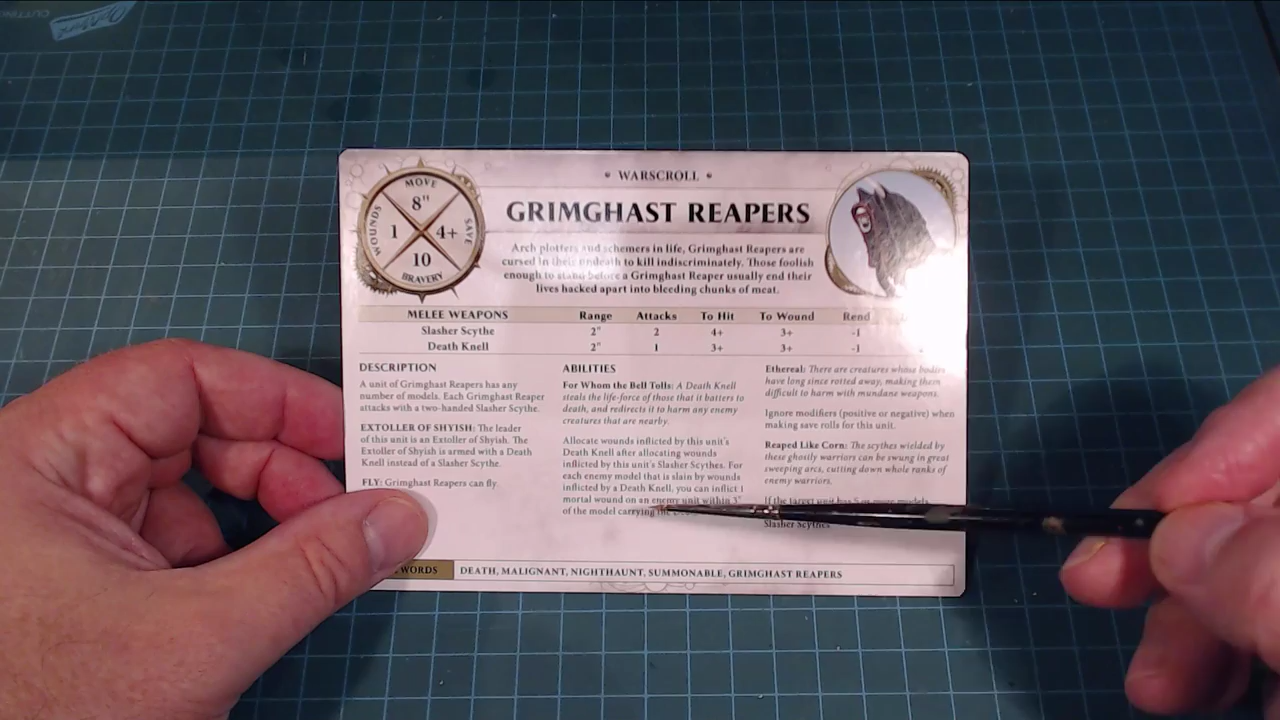 WARSCROLL
GRIMGHAST REAPERS
MOVE
8"
WOUNDS
1
4+
SAVE
10
BRAVERY
Arch plotters and schemers in life, Grimghast Reapers are
cursed in their undeath to kill indiscriminately. Those foolish
enough to stand before a Grimghast Reaper usually end their
lives hacked apart into bleeding chunks of meat.
MELEE WEAPONS Range Attacks To Hit To Wound Rend
Slasher Scythe 2" 2 4+ 3+ -1
Death Knell 2" 1 3+ 3+ -1
DESCRIPTION
A unit of Grimghast Reapers has any
number of models. Each Grimghast Reaper
attacks with a two-handed Slasher Scythe.
EXTOLLER OF SHYISH: The leader
of this unit is an Extoller of Shyish. The
Extoller of Shyish is armed with a Death
Knell instead of a Slasher Scythe.
FLY: Grimghast Reapers can fly.
ABILITIES
For Whom the Bell Tolls: A Death Knell
steals the life-force of those that it batters to
death, and redirects it to harm any enemy
creatures that are nearby.
Allocate wounds inflicted by this unit's
Death Knell after allocating wounds
inflicted by this unit's Slasher Scythes. For
each enemy model that is slain by wounds
inflicted by a Death Knell, you can inflict 1
mortal wound on an enemy unit within 3"
of the model carrying the
Ethereal: There are creatures whose bodies
have long since rotted away, making them
difficult to harm with mundane weapons.
Ignore modifiers (positive or negative) when
making save rolls for this unit.
Reaped Like Corn: The scythes wielded by
these ghostly warriors can be swung in great
sweeping arcs, cutting down whole ranks of
enemy warriors.
If the target unit has 5 or more models,
Slasher Scythes
WORDS
DEATH, MALIGNANT, NIGHTHAUNT, SUMMONABLE, GRIMGHAST REAPERS